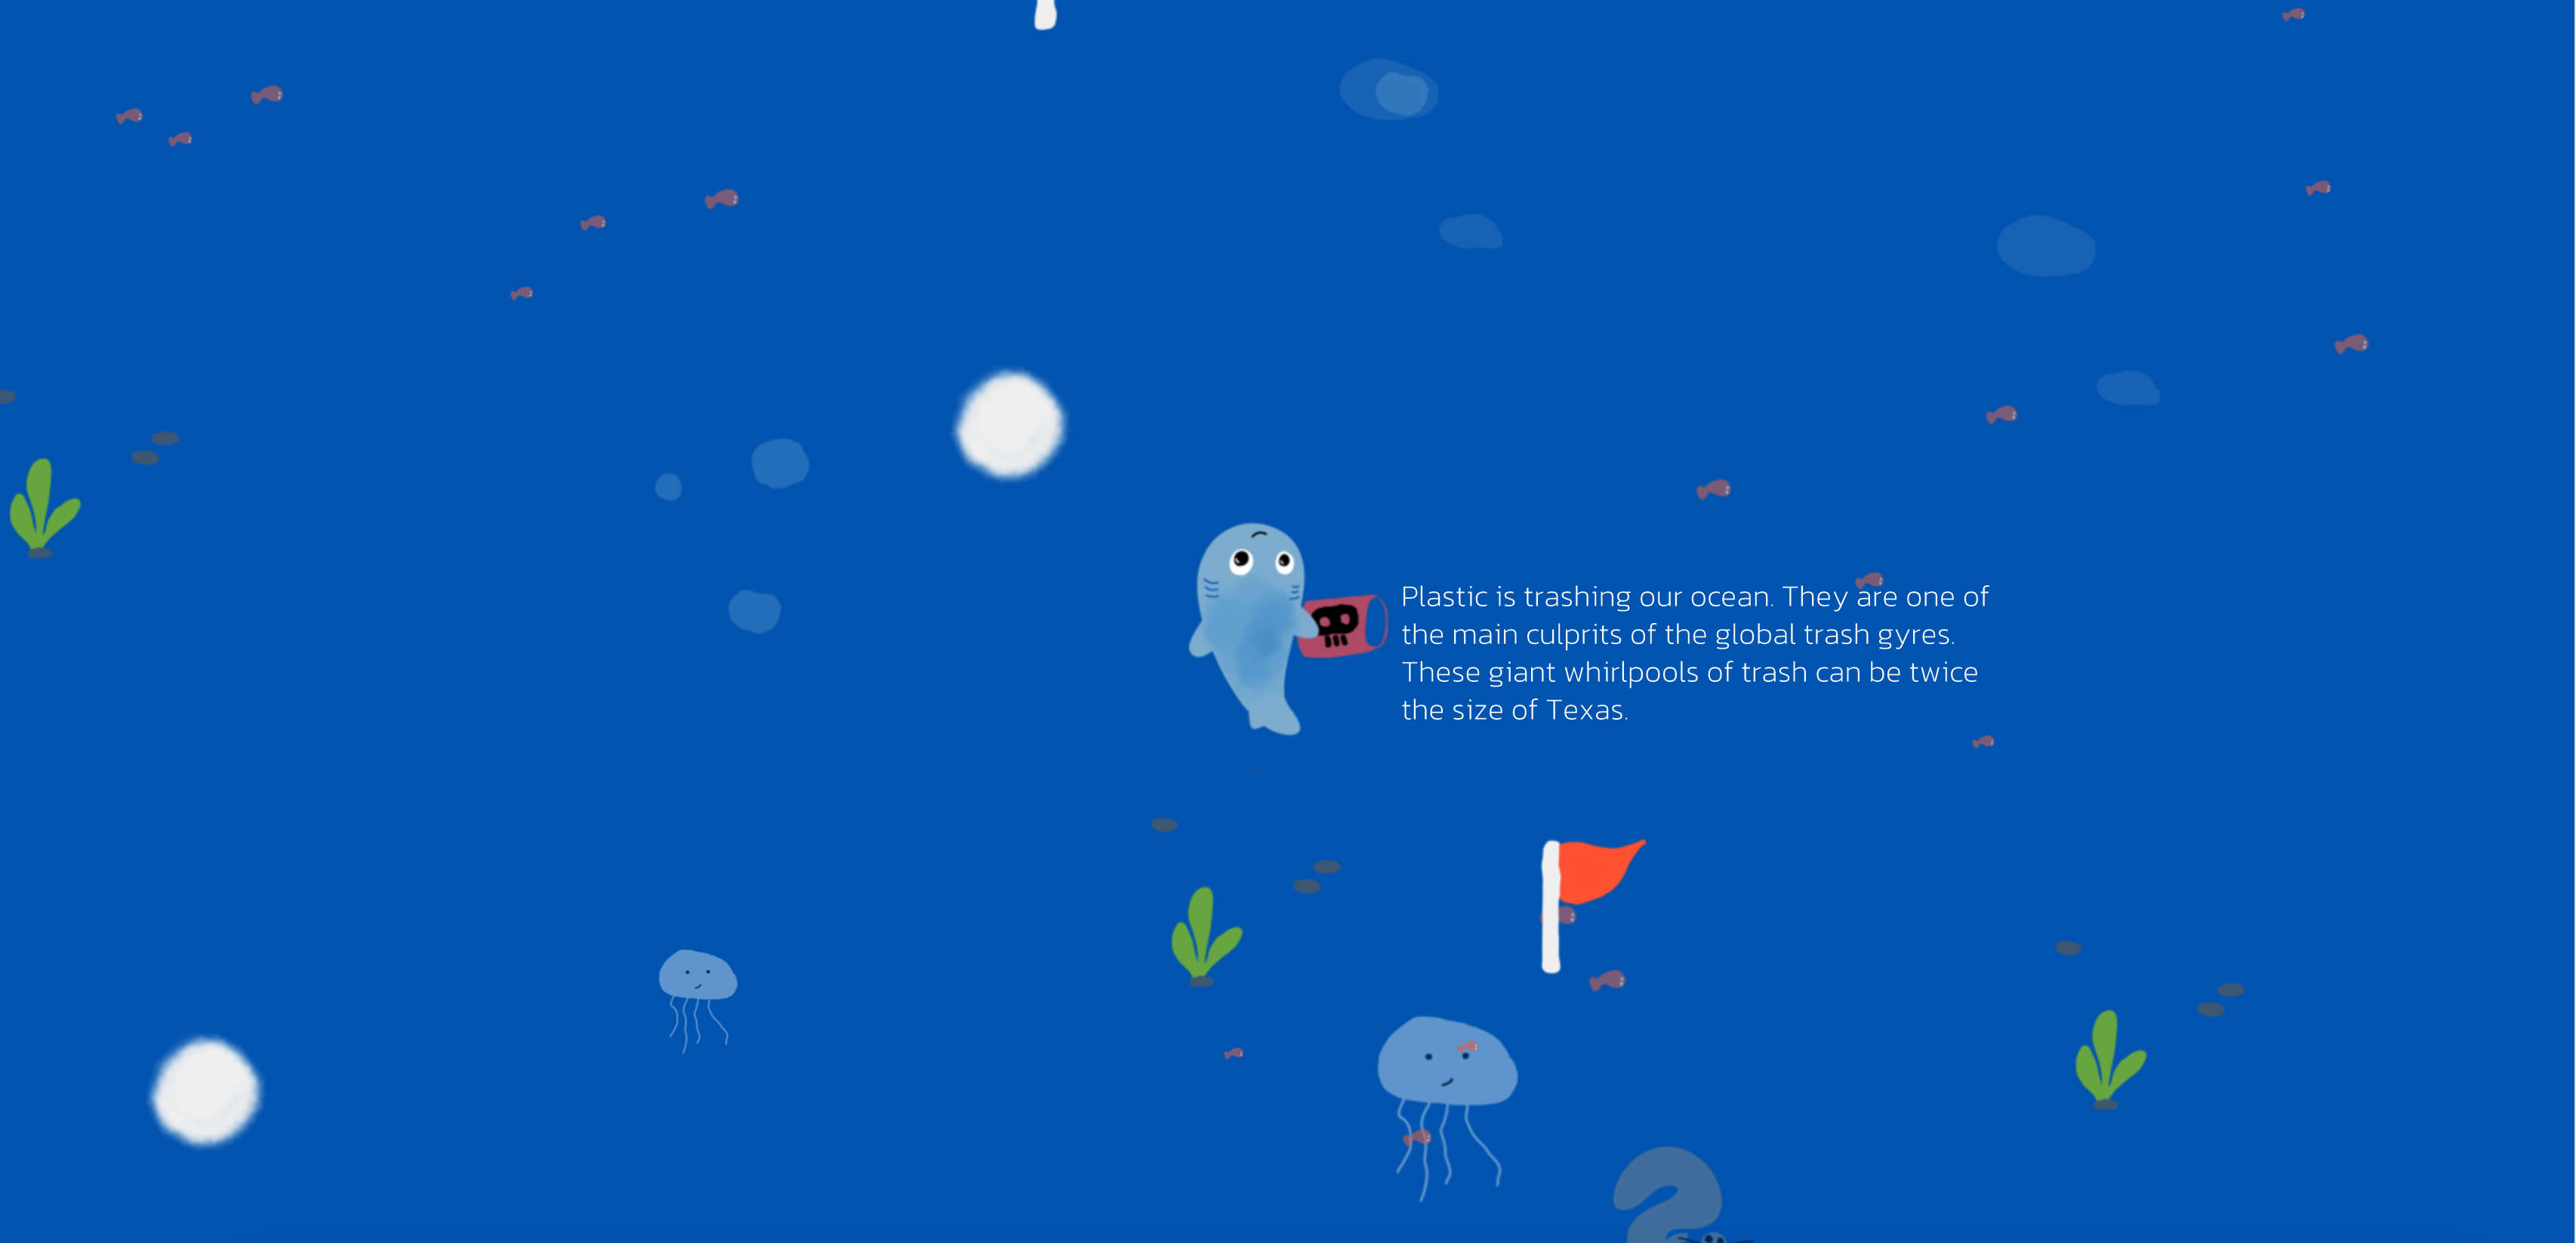 Plastic is trashing our ocean. They are one of
the main culprits of the global trash gyres.
These giant whirlpools of trash can be twice
the size of Texas.